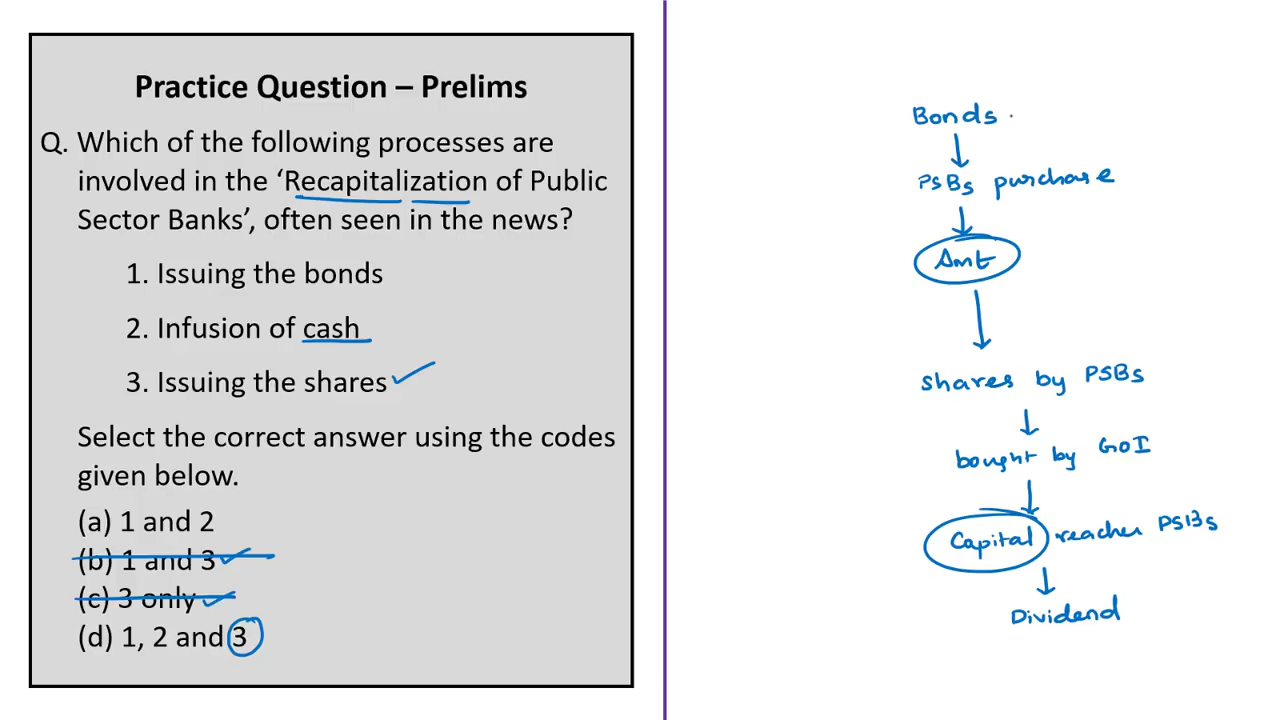 Practice Question – Prelims
Q. Which of the following processes are
involved in the ‘Recapitalization of Public
Sector Banks’, often seen in the news?
1. Issuing the bonds
2. Infusion of cash
3. Issuing the shares
Select the correct answer using the codes
given below.
(a) 1 and 2
(b) 1 and 3
(c) 3 only
(d) 1, 2 and 3
Bonds
PSBs purchase
Amt
Shares by PSBs
bought by GoI
Capital reaches PSBs
Dividend